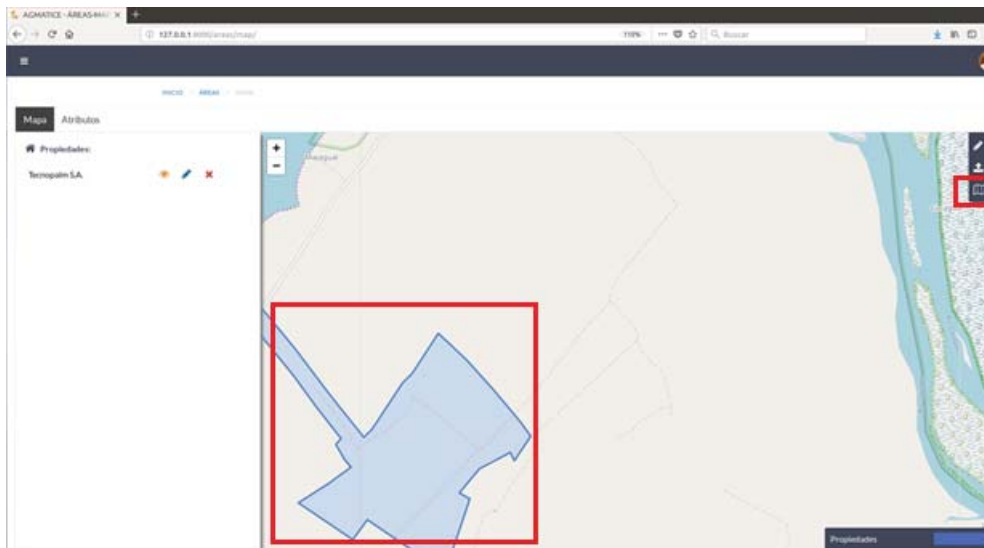 AGMATICE - ÁREAS-MA
127.0.0.1
110%
Buscar
INICIO
ÁREAS
Mapa Atributos
Propiedades:
Tecnopalm S.A.
+
-
Propiedades